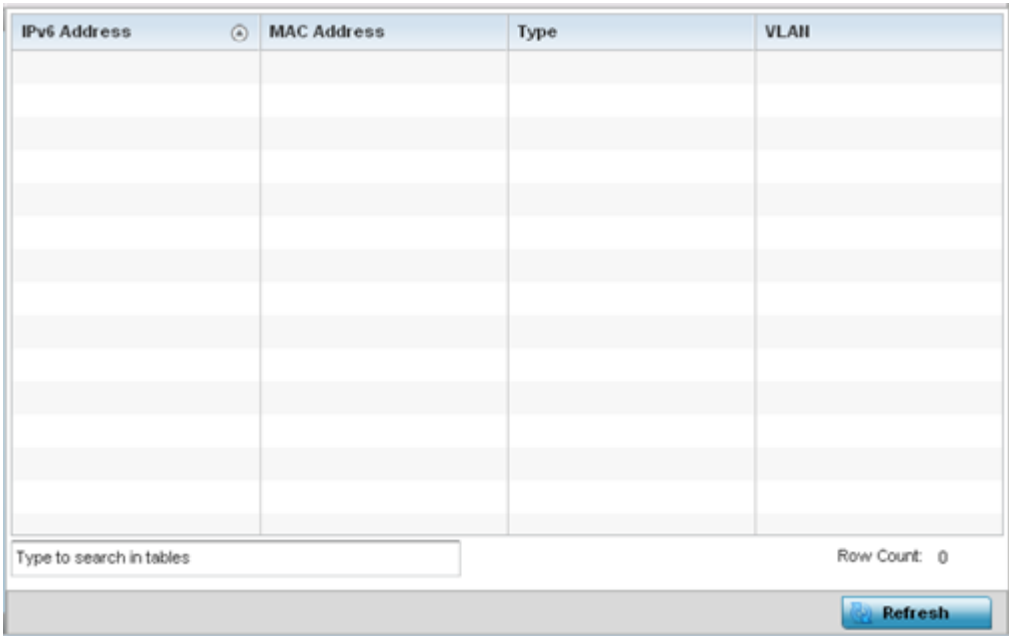 IPv6 Address MAC Address Type VLAN
Type to search in tables Row Count: 0
Refresh